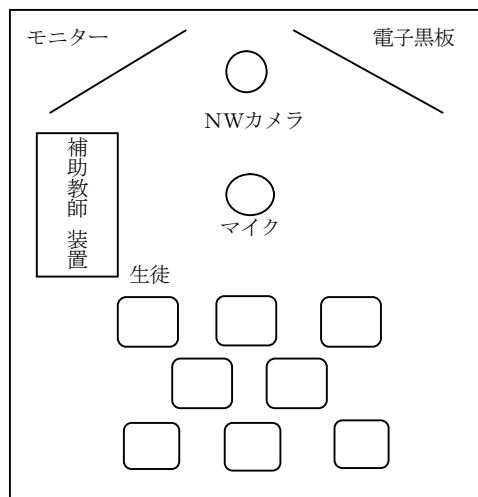 モニター
電子黒板
NWカメラ
補助教師 装置
マイク
生徒